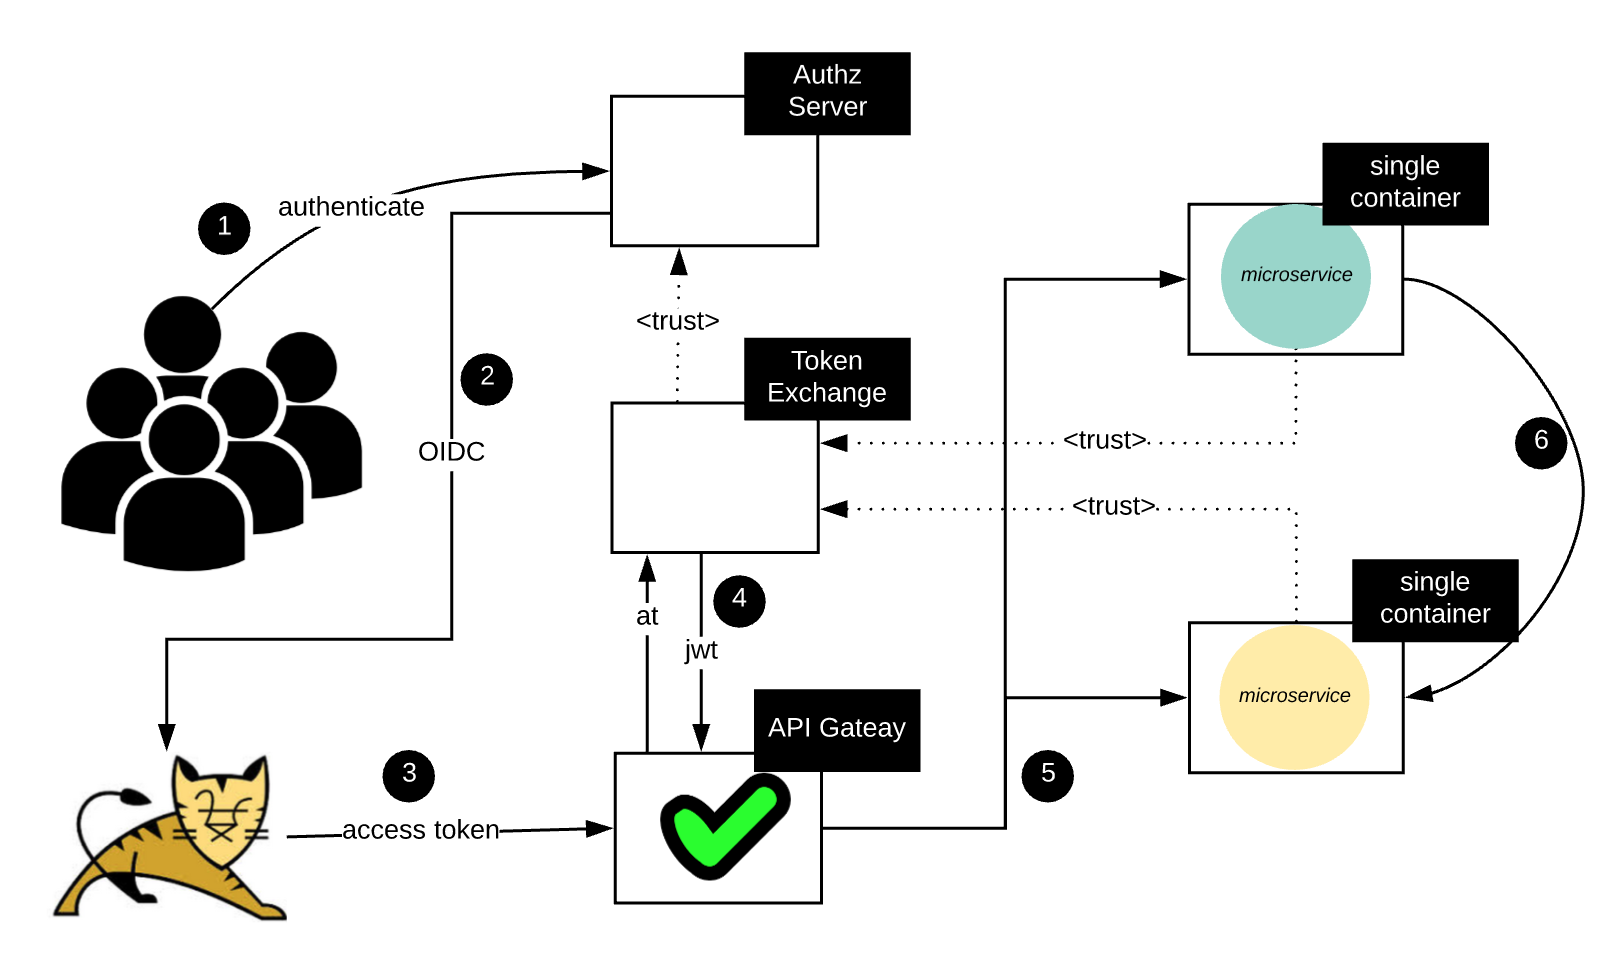 Authz
Server
single
container
1
authenticate
microservice
<trust>
2
Token
Exchange
OIDC
<trust>
6
<trust>
4
at
jwt
single
container
microservice
API Gateay
3
access token
5